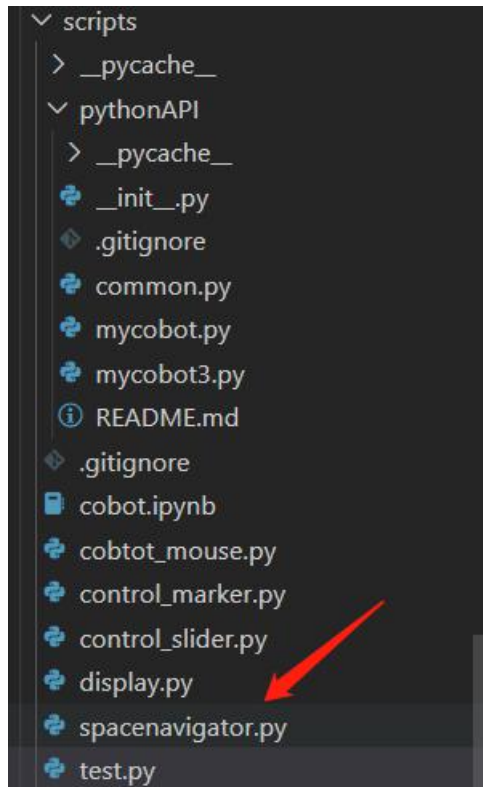 scripts
__pycache__
pythonAPI
__pycache__
__init__.py
.gitignore
common.py
mycobot.py
mycobot3.py
README.md
.gitignore
cobot.ipynb
cobtot_mouse.py
control_marker.py
control_slider.py
display.py
spacenavigator.py
test.py